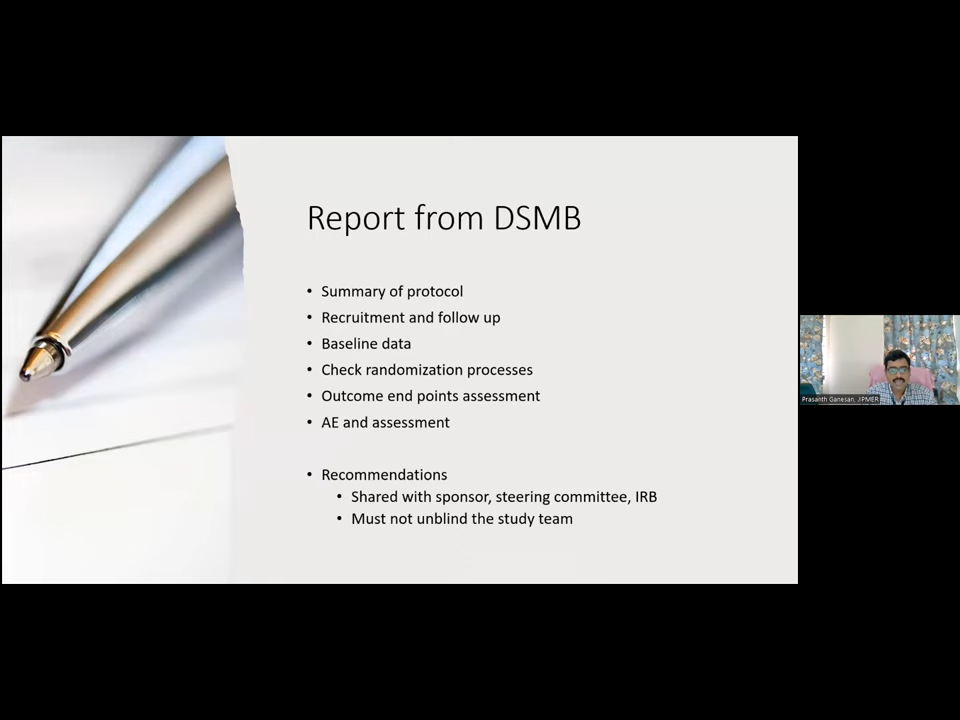 Report from DSMB
• Summary of protocol
• Recruitment and follow up
• Baseline data
• Check randomization processes
• Outcome end points assessment
• AE and assessment
• Recommendations
• Shared with sponsor, steering committee, IRB
• Must not unblind the study team
Prasanth Ganesan, JIPMER